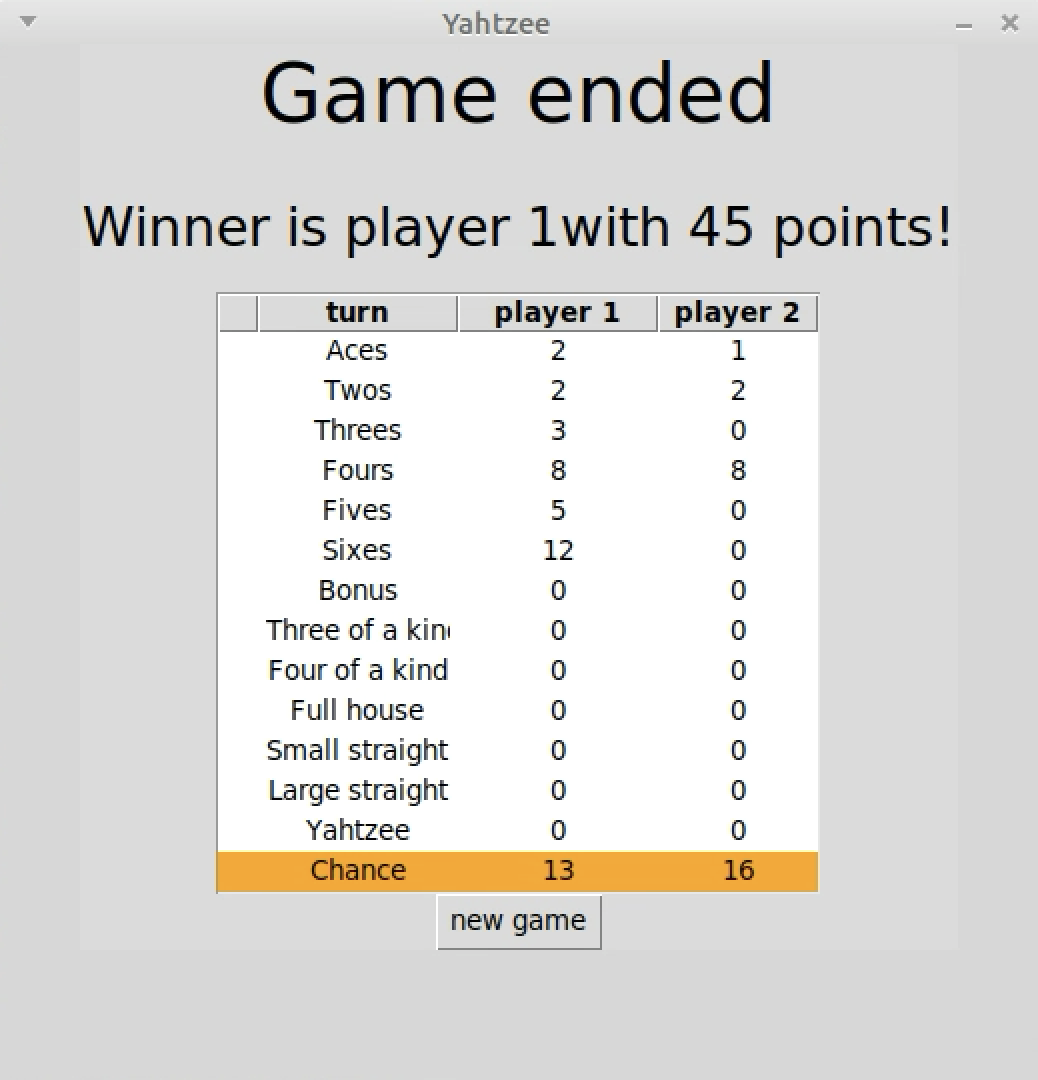 Yahtzee
Game ended
Winner is player 1with 45 points!
turn player 1 player 2
Aces 2 1
Twos 2 2
Threes 3 0
Fours 8 8
Fives 5 0
Sixes 12 0
Bonus 0 0
Three of a kin 0 0
Four of a kind 0 0
Full house 0 0
Small straight 0 0
Large straight 0 0
Yahtzee 0 0
Chance 13 16
new game